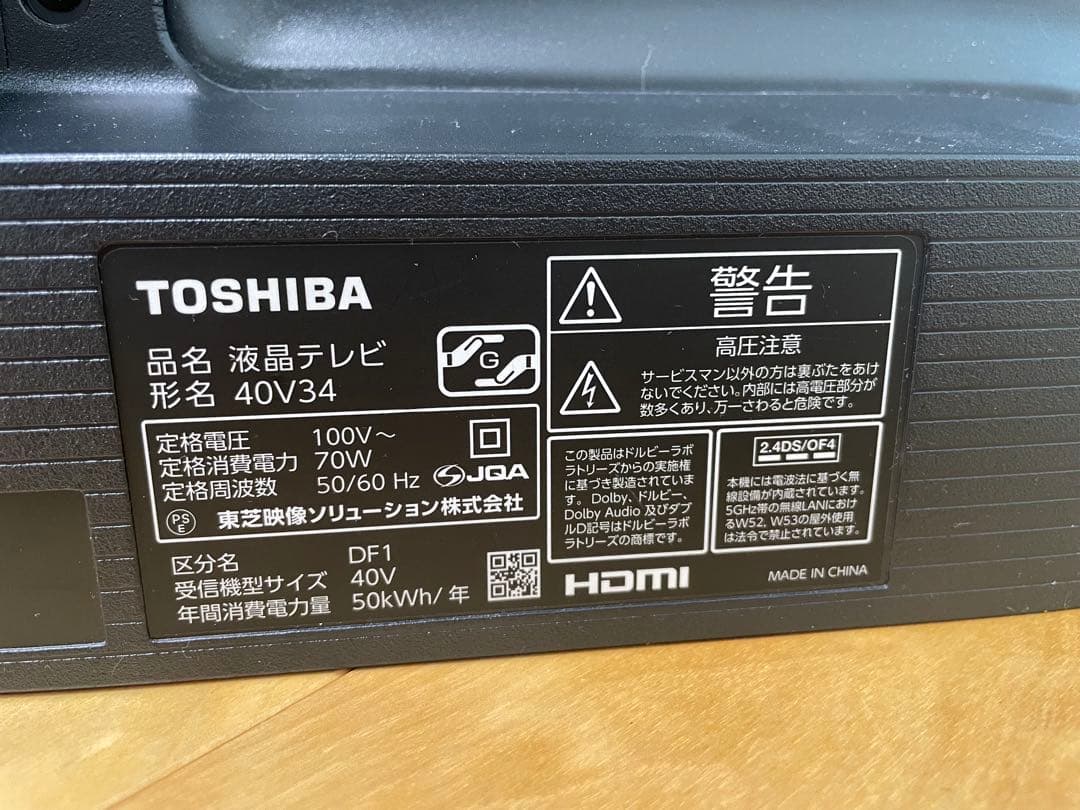 TOSHIBA
品名 液晶テレビ
形名 40V34
G
定格電圧 100V～
定格消費電力 70W
定格周波数 50/60 Hz
JQA
PS
E
東芝映像ソリューション株式会社
区分名 DF1
受信機型サイズ 40V
年間消費電力量 50kWh/年
警告
高圧注意
サービスマン以外の方は裏ぶたをあけ
ないでください。内部には高電圧部分が
数多くあり、万一さわると危険です。
この製品はドルビーラボ
ラトリーズからの実施権
に基づき製造されていま
す。Dolby、ドルビー、
Dolby Audio 及びダブ
ルD記号はドルビーラボ
ラトリーズの商標です。
2.4DS/OF4
本機には電波法に基づく無
線設備が内蔵されています。
5GHz帯の無線LANにおけ
るW52、W53の屋外使用
は法令で禁止されています。
HDMI
MADE IN CHINA